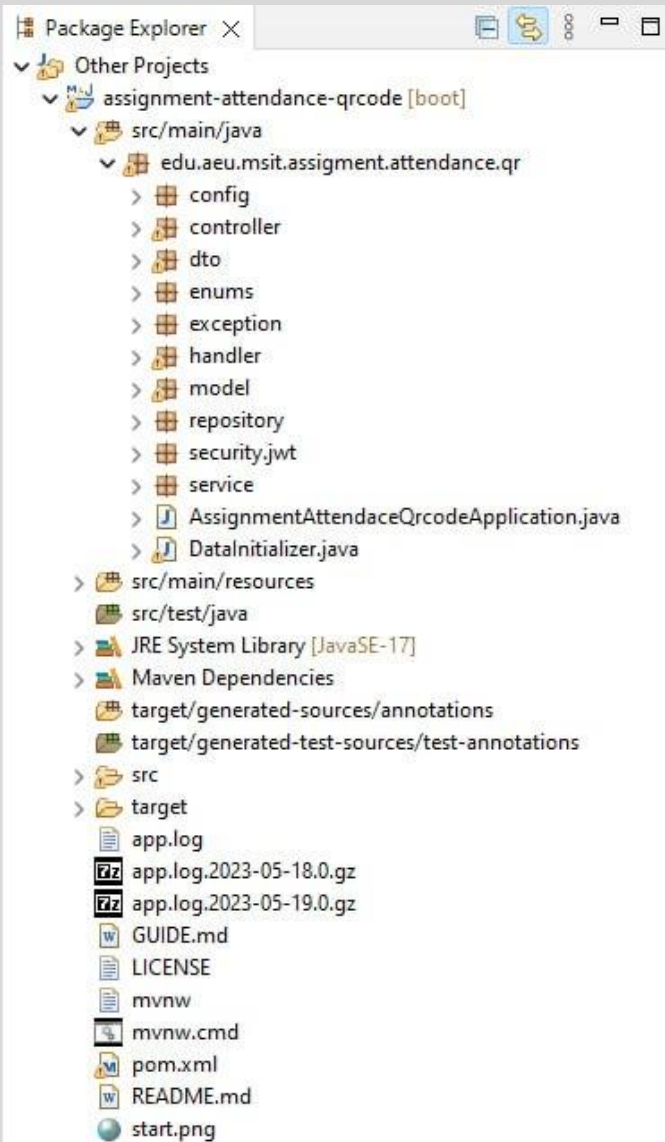 Package Explorer
Other Projects
assignment-attendance-qrcode [boot]
src/main/java
edu.aeu.msit.assigment.attendance.qr
config
controller
dto
enums
exception
handler
model
repository
security.jwt
service
AssignmentAttendaceQrcodeApplication.java
DataInitializer.java
src/main/resources
src/test/java
JRE System Library [JavaSE-17]
Maven Dependencies
target/generated-sources/annotations
target/generated-test-sources/test-annotations
src
target
app.log
app.log.2023-05-18.0.gz
app.log.2023-05-19.0.gz
GUIDE.md
LICENSE
mvnw
mvnw.cmd
pom.xml
README.md
start.png